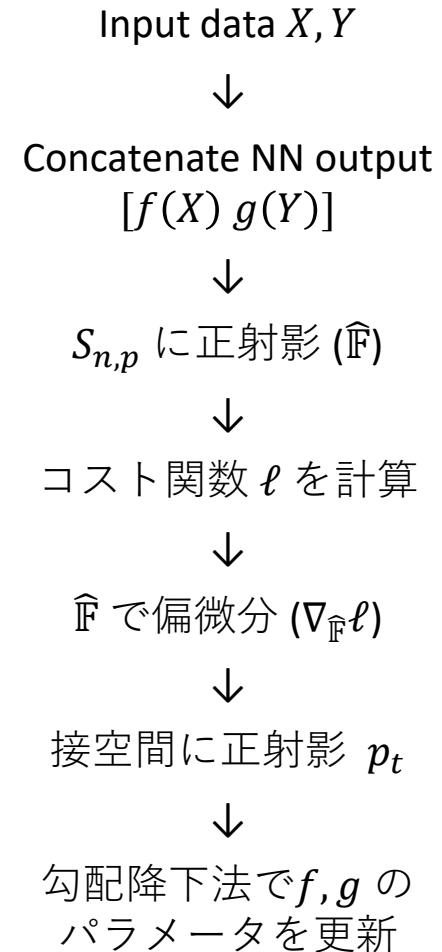 Input data X, Y
↓
Concatenate NN output
[f(X) g(Y)]
↓
S_{n,p} に正射影 (𝔽̂)
↓
コスト関数 ℓ を計算
↓
𝔽̂ で偏微分 (∇_{𝔽̂}ℓ)
↓
接空間に正射影 p_t
↓
勾配降下法でf, g の
パラメータを更新